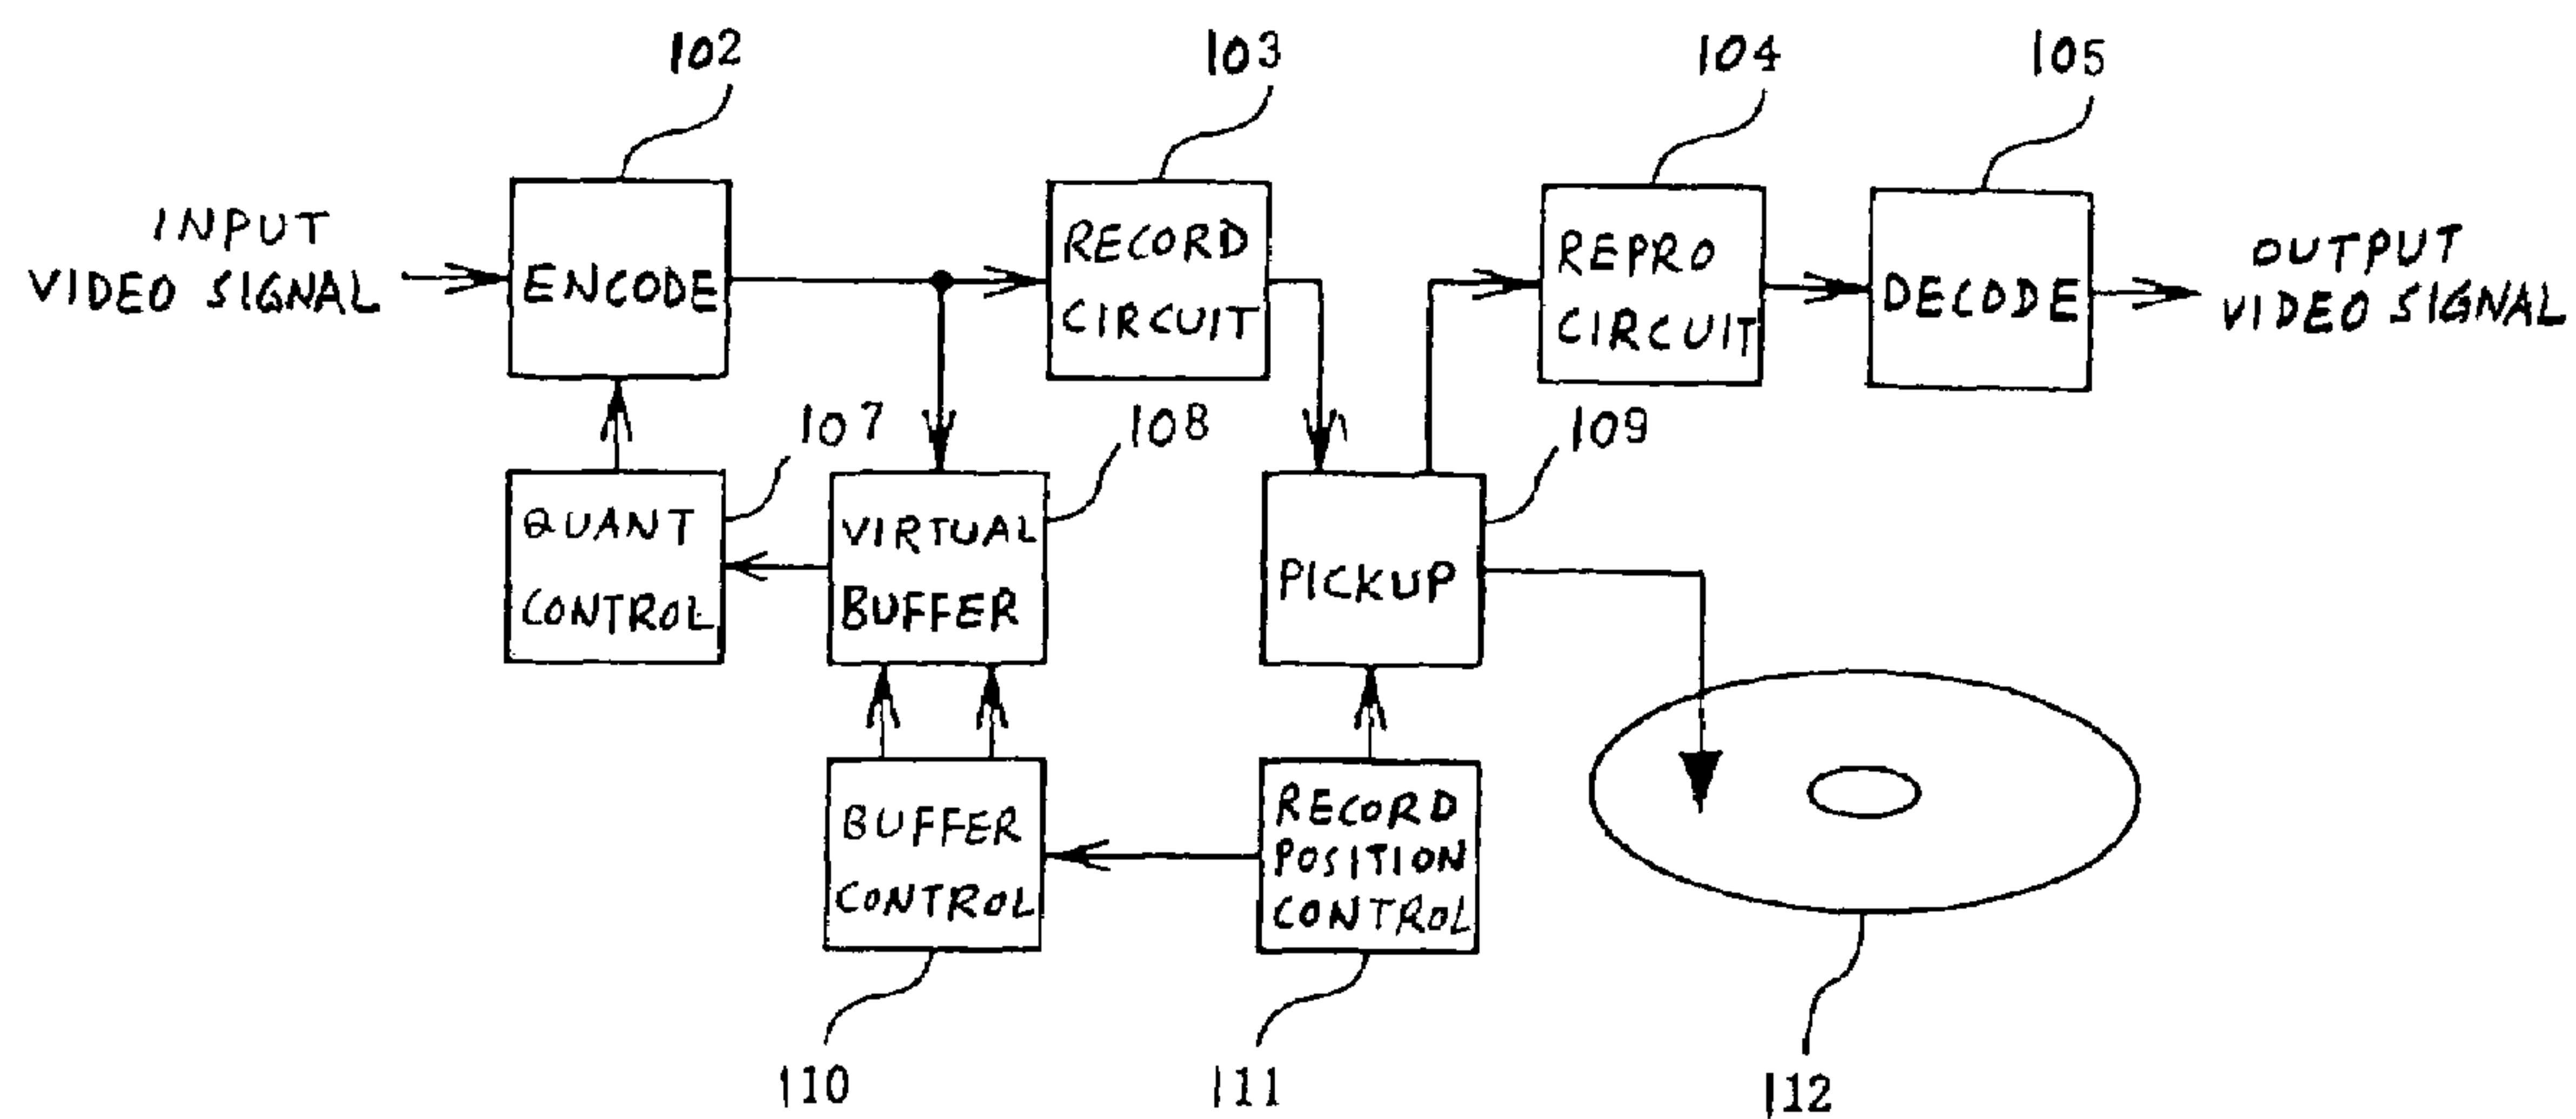 102
103
104
105
INPUT
VIDEO SIGNAL
ENCODE
RECORD
CIRCUIT
REPRO
CIRCUIT
DECODE
OUTPUT
VIDEO SIGNAL
107
108
109
QUANT
CONTROL
VIRTUAL
BUFFER
PICKUP
BUFFER
CONTROL
RECORD
POSITION
CONTROL
110
111
112